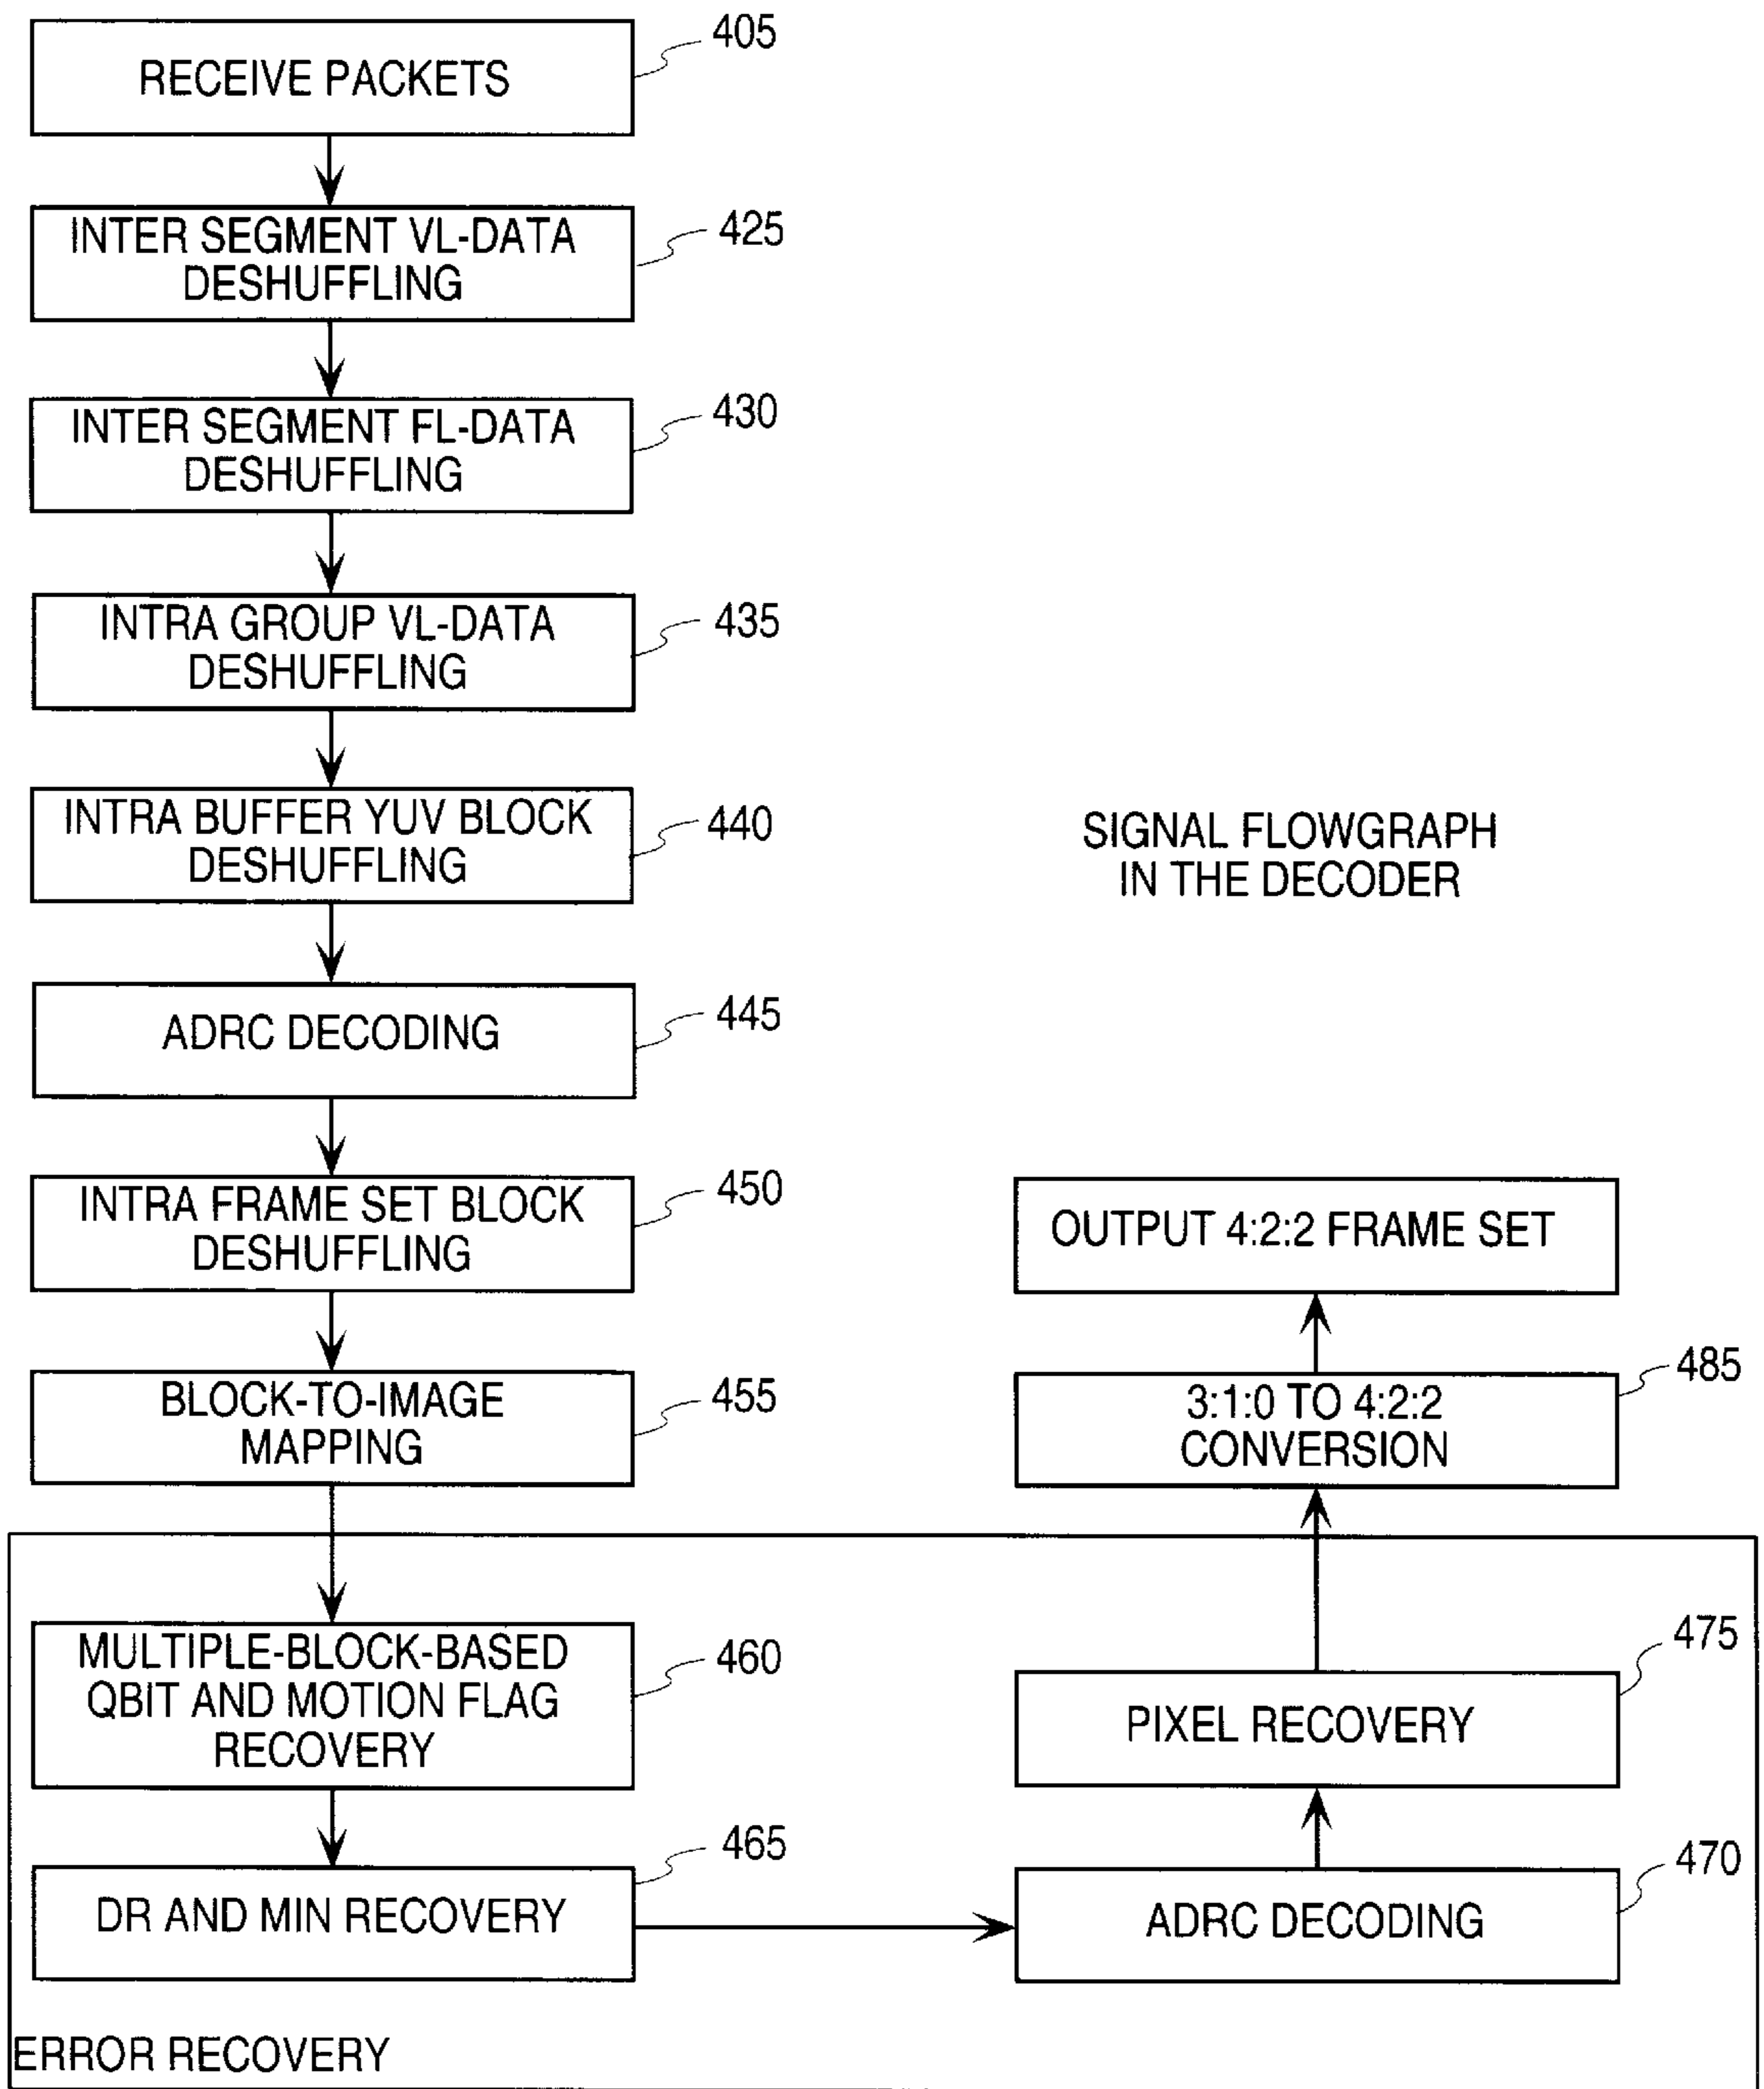 RECEIVE PACKETS
405
INTER SEGMENT VL-DATA
DESHUFFLING
425
INTER SEGMENT FL-DATA
DESHUFFLING
430
INTRA GROUP VL-DATA
DESHUFFLING
435
INTRA BUFFER YUV BLOCK
DESHUFFLING
440
SIGNAL FLOWGRAPH
IN THE DECODER
ADRC DECODING
445
INTRA FRAME SET BLOCK
DESHUFFLING
450
BLOCK-TO-IMAGE
MAPPING
455
MULTIPLE-BLOCK-BASED
QBIT AND MOTION FLAG
RECOVERY
460
DR AND MIN RECOVERY
465
ADRC DECODING
470
PIXEL RECOVERY
475
3:1:0 TO 4:2:2
CONVERSION
485
OUTPUT 4:2:2 FRAME SET
ERROR RECOVERY